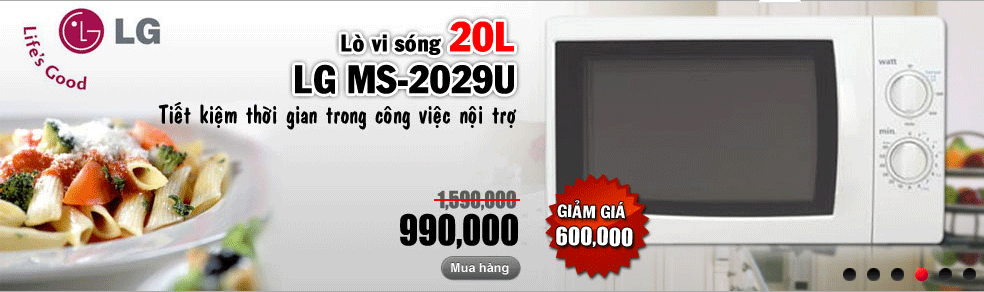 Life's Good
LG
Lò vi sóng 20L
LG MS-2029U
Tiết kiệm thời gian trong công việc nội trợ
1,590,000
990,000
GIẢM GIÁ
600,000
Mua hàng
watt
min.